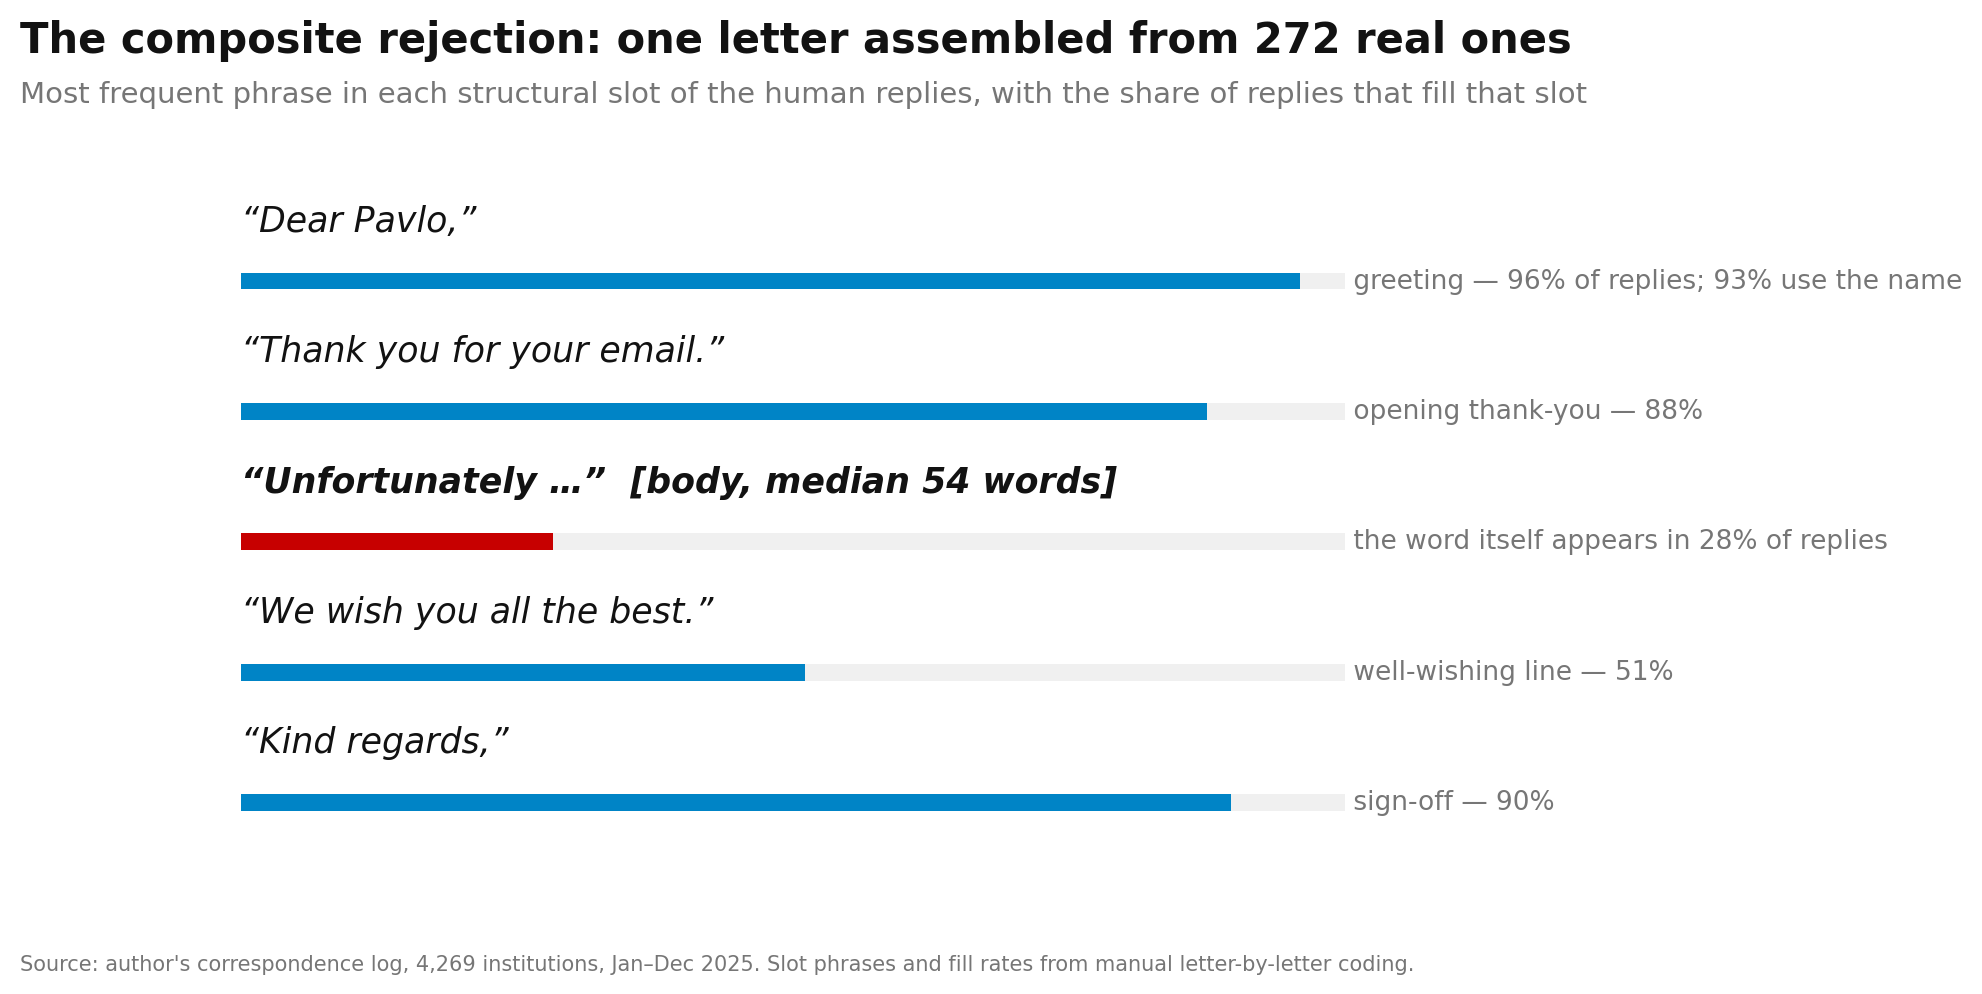 The composite rejection: one letter assembled from 272 real ones
Most frequent phrase in each structural slot of the human replies, with the share of replies that fill that slot
“Dear Pavlo,”
greeting — 96% of replies; 93% use the name
“Thank you for your email.”
opening thank-you — 88%
“Unfortunately …” [body, median 54 words]
the word itself appears in 28% of replies
“We wish you all the best.”
well-wishing line — 51%
“Kind regards,”
sign-off — 90%
Source: author's correspondence log, 4,269 institutions, Jan–Dec 2025. Slot phrases and fill rates from manual letter-by-letter coding.